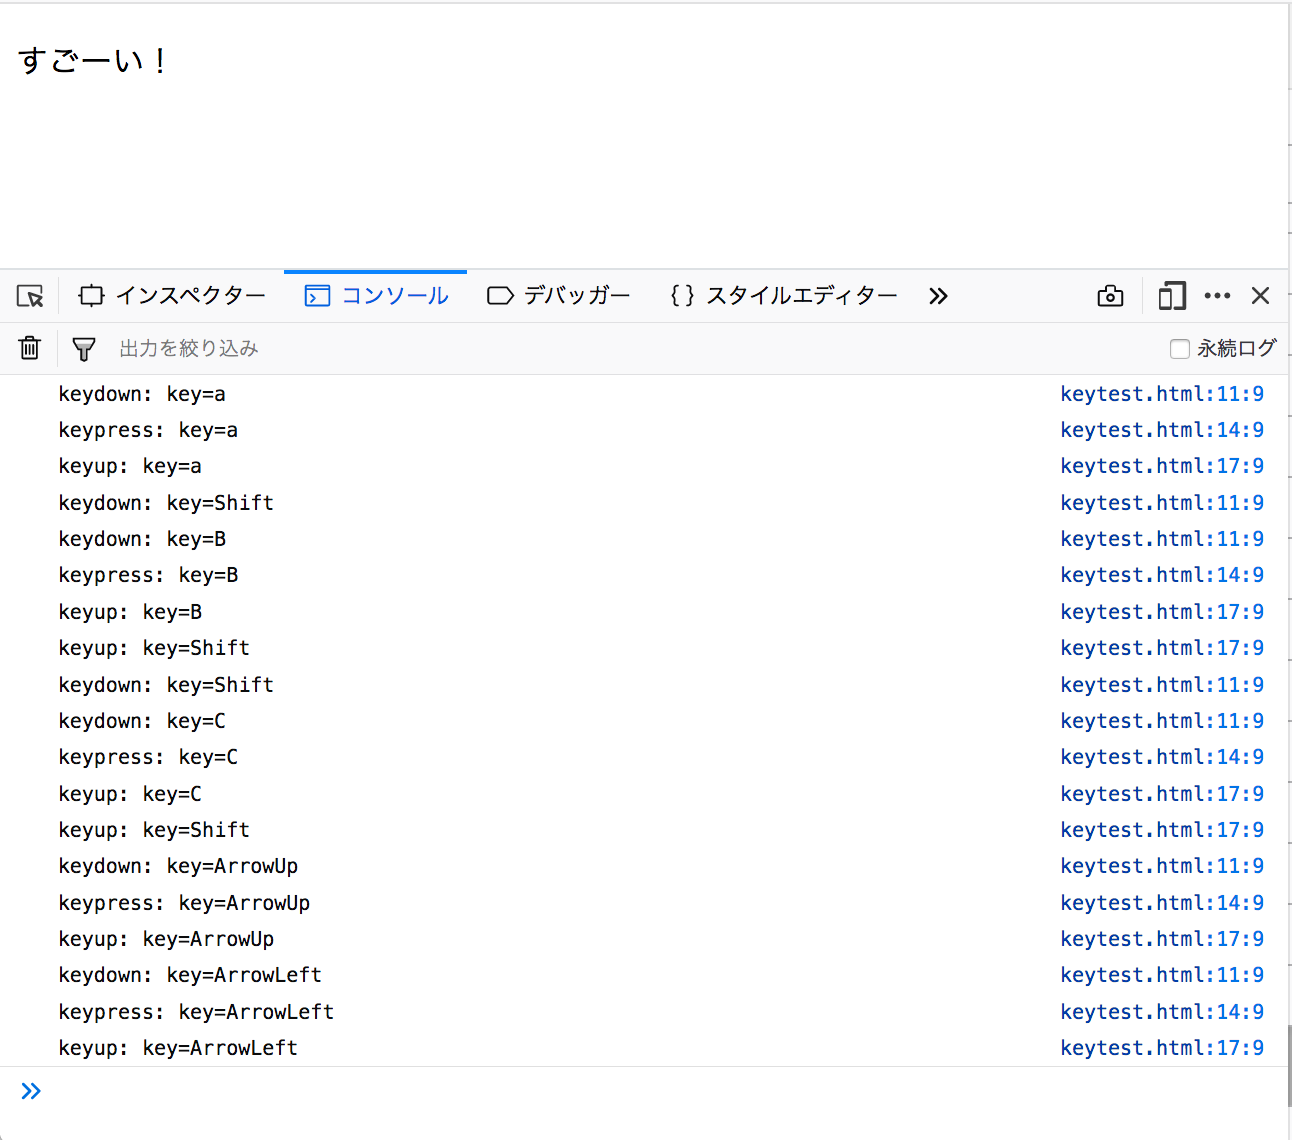 すごーい！
インスペクター コンソール デバッガー {} スタイルエディター »
出力を絞り込み 永続ログ
keydown: key=a keytest.html:11:9
keypress: key=a keytest.html:14:9
keyup: key=a keytest.html:17:9
keydown: key=Shift keytest.html:11:9
keydown: key=B keytest.html:11:9
keypress: key=B keytest.html:14:9
keyup: key=B keytest.html:17:9
keyup: key=Shift keytest.html:17:9
keydown: key=Shift keytest.html:11:9
keydown: key=C keytest.html:11:9
keypress: key=C keytest.html:14:9
keyup: key=C keytest.html:17:9
keyup: key=Shift keytest.html:17:9
keydown: key=ArrowUp keytest.html:11:9
keypress: key=ArrowUp keytest.html:14:9
keyup: key=ArrowUp keytest.html:17:9
keydown: key=ArrowLeft keytest.html:11:9
keypress: key=ArrowLeft keytest.html:14:9
keyup: key=ArrowLeft keytest.html:17:9
»